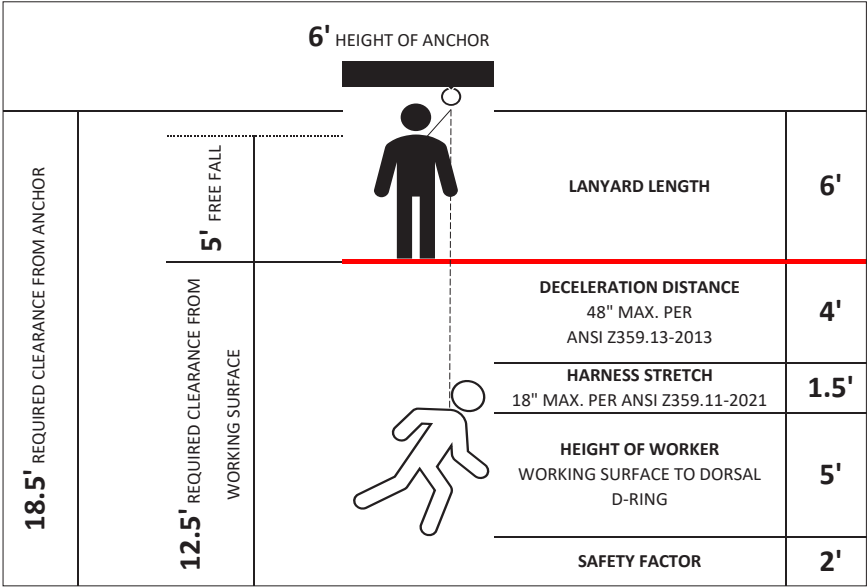 6' HEIGHT OF ANCHOR
18.5' REQUIRED CLEARANCE FROM ANCHOR
5' FREE FALL
12.5' REQUIRED CLEARANCE FROM
WORKING SURFACE
LANYARD LENGTH
6'
DECELERATION DISTANCE
48" MAX. PER
ANSI Z359.13-2013
4'
HARNESS STRETCH
18" MAX. PER ANSI Z359.11-2021
1.5'
HEIGHT OF WORKER
WORKING SURFACE TO DORSAL
D-RING
5'
SAFETY FACTOR
2'